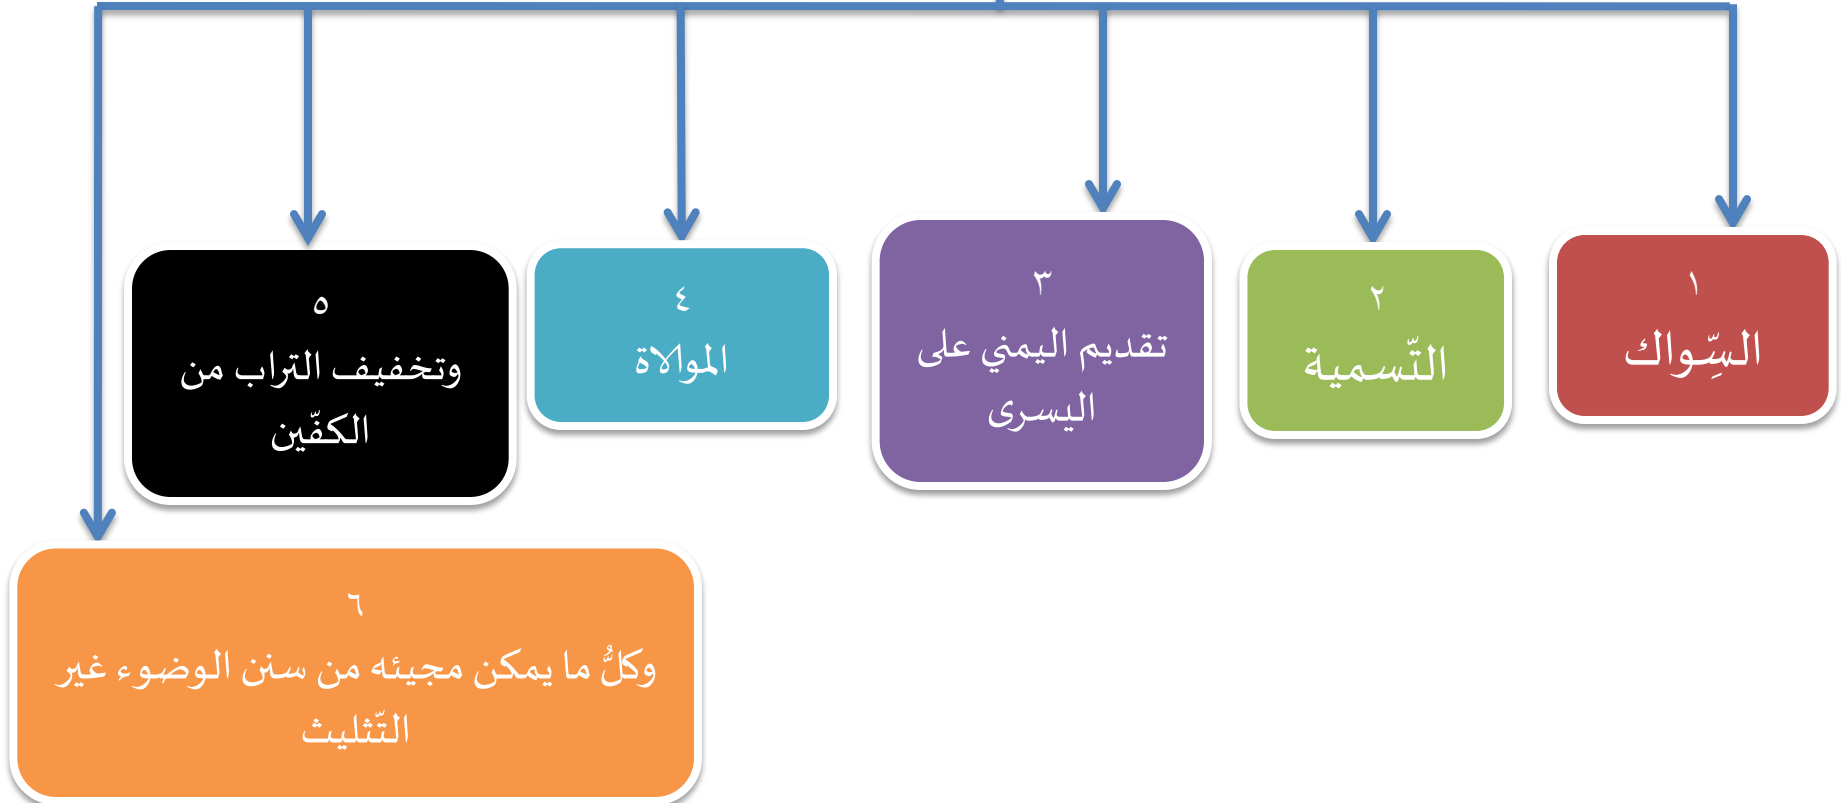 ١
السِّواك
٢
التّسمية
٣
تقديم اليمني على
اليسرى
٤
الموالاة
٥
وتخفيف التراب من
الكفّين
٦
وكلُّ ما يمكن مجيئه من سنن الوضوء غير
التّثليث